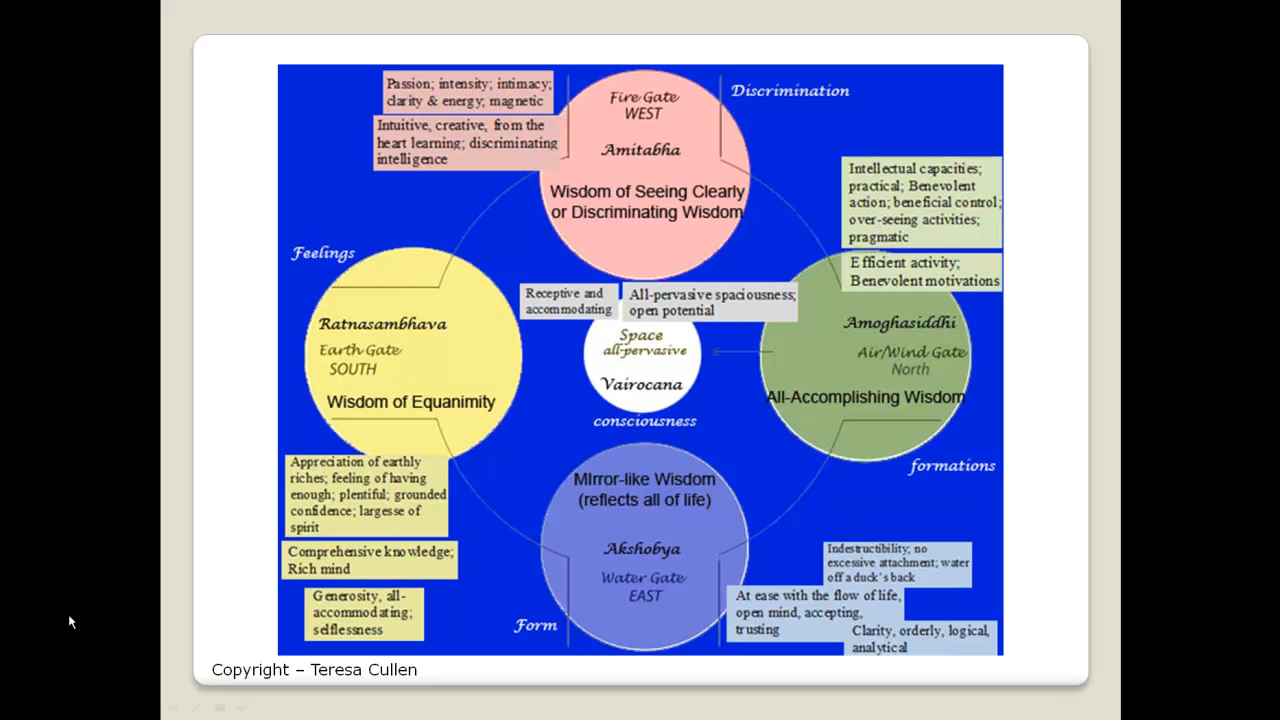 Passion; intensity; intimacy;
clarity & energy; magnetic
Intuitive, creative, from the
heart learning; discriminating
intelligence
Fire Gate
WEST
Amitabha
Wisdom of Seeing Clearly
or Discriminating Wisdom
Discrimination
Intellectual capacities;
practical; Benevolent
action; beneficial control;
over-seeing activities;
pragmatic
Efficient activity;
Benevolent motivations
Feelings
Ratnasambhava
Earth Gate
SOUTH
Wisdom of Equanimity
Receptive and
accommodating
All-pervasive spaciousness;
open potential
Space
all-pervasive
Vairocana
consciousness
Amoghasiddhi
Air/Wind Gate
North
All-Accomplishing Wisdom
formations
Appreciation of earthly
riches; feeling of having
enough; plentiful; grounded
confidence; largesse of
spirit
Comprehensive knowledge;
Rich mind
Generosity, all-
accommodating;
selflessness
MIrror-like Wisdom
(reflects all of life)
Akshobya
Water Gate
EAST
Form
Indestructibility; no
excessive attachment; water
off a duck's back
At ease with the flow of life,
open mind, accepting,
trusting
Clarity, orderly, logical,
analytical
Copyright – Teresa Cullen